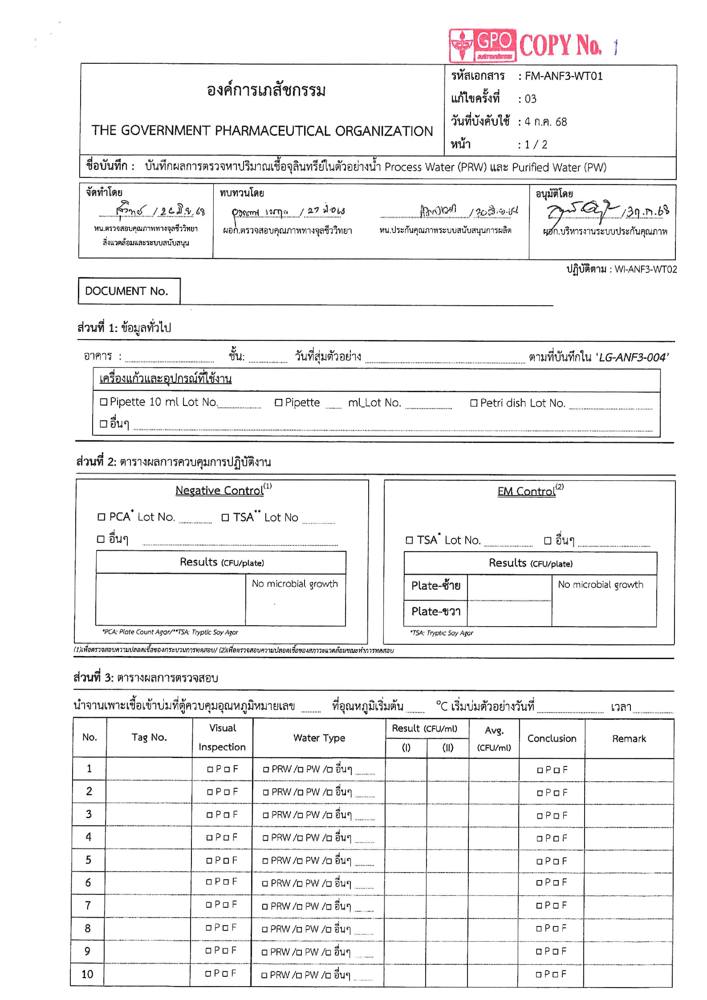 GPO
องค์การเภสัชกรรม
COPY No. 1
องค์การเภสัชกรรม
THE GOVERNMENT PHARMACEUTICAL ORGANIZATION
รหัสเอกสาร : FM-ANF3-WT01
แก้ไขครั้งที่ : 03
วันที่บังคับใช้ : 4 ก.ค. 68
หน้า : 1 / 2
ชื่อบันทึก : บันทึกผลการตรวจหาปริมาณเชื้อจุลินทรีย์ในตัวอย่างน้ำ Process Water (PRW) และ Purified Water (PW)
จัดทำโดย
/ 26 มิ.ย. 68
หน.ตรวจสอบคุณภาพทางจุลชีววิทยา
สิ่งแวดล้อมและระบบสนับสนุน
ทบทวนโดย
/ 27 มิ.ย. 68 / 30 มิ.ย. 68
ผอก.ตรวจสอบคุณภาพทางจุลชีววิทยา หน.ประกันคุณภาพระบบสนับสนุนการผลิต
อนุมัติโดย
/ 3 ก.ค. 68
ผอก.บริหารงานระบบประกันคุณภาพ
ปฏิบัติตาม : WI-ANF3-WT02
DOCUMENT No.
ส่วนที่ 1: ข้อมูลทั่วไป
อาคาร : ชั้น: วันที่สุ่มตัวอย่าง ตามที่บันทึกใน ‘LG-ANF3-004’
เครื่องแก้วและอุปกรณ์ที่ใช้งาน
□ Pipette 10 ml Lot No. □ Pipette ml_Lot No. □ Petri dish Lot No.
□ อื่นๆ
ส่วนที่ 2: ตารางผลการควบคุมการปฏิบัติงาน
Negative Control(1)
□ PCA* Lot No. □ TSA** Lot No
□ อื่นๆ
Results (CFU/plate)
No microbial growth
*PCA: Plate Count Agar/**TSA: Tryptic Soy Agar
EM Control(2)
□ TSA* Lot No. □ อื่นๆ
Results (CFU/plate)
Plate-ซ้าย No microbial growth
Plate-ขวา
*TSA: Tryptic Soy Agar
(1)เพื่อตรวจสอบความปลอดเชื้อของกระบวนการทดสอบ/ (2)เพื่อตรวจสอบความปลอดเชื้อของสภาวะแวดล้อมขณะทำการทดสอบ
ส่วนที่ 3: ตารางผลการตรวจสอบ
นำจานเพาะเชื้อเข้าบ่มที่ตู้ควบคุมอุณหภูมิหมายเลข ที่อุณหภูมิเริ่มต้น °C เริ่มบ่มตัวอย่างวันที่ เวลา
No. Tag No. Visual Inspection Water Type Result (CFU/ml) (I) (II) Avg. (CFU/ml) Conclusion Remark
1 □ P □ F □ PRW /□ PW /□ อื่นๆ □ P □ F
2 □ P □ F □ PRW /□ PW /□ อื่นๆ □ P □ F
3 □ P □ F □ PRW /□ PW /□ อื่นๆ □ P □ F
4 □ P □ F □ PRW /□ PW /□ อื่นๆ □ P □ F
5 □ P □ F □ PRW /□ PW /□ อื่นๆ □ P □ F
6 □ P □ F □ PRW /□ PW /□ อื่นๆ □ P □ F
7 □ P □ F □ PRW /□ PW /□ อื่นๆ □ P □ F
8 □ P □ F □ PRW /□ PW /□ อื่นๆ □ P □ F
9 □ P □ F □ PRW /□ PW /□ อื่นๆ □ P □ F
10 □ P □ F □ PRW /□ PW /□ อื่นๆ □ P □ F